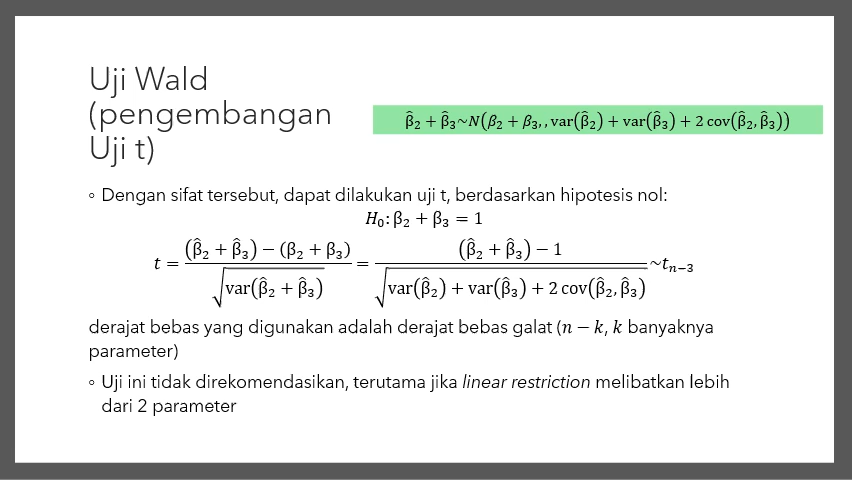 Uji Wald
(pengembangan
Uji t)
β̂₂ + β̂₃~N(β₂ + β₃, , var(β̂₂) + var(β̂₃) + 2 cov(β̂₂, β̂₃))
◦ Dengan sifat tersebut, dapat dilakukan uji t, berdasarkan hipotesis nol:
H₀: β₂ + β₃ = 1
t = ((β̂₂ + β̂₃) − (β₂ + β₃)) / √(var(β̂₂ + β̂₃)) = ((β̂₂ + β̂₃) − 1) / √(var(β̂₂) + var(β̂₃) + 2 cov(β̂₂, β̂₃)) ~tₙ₋₃
derajat bebas yang digunakan adalah derajat bebas galat (n − k, k banyaknya
parameter)
◦ Uji ini tidak direkomendasikan, terutama jika linear restriction melibatkan lebih
dari 2 parameter